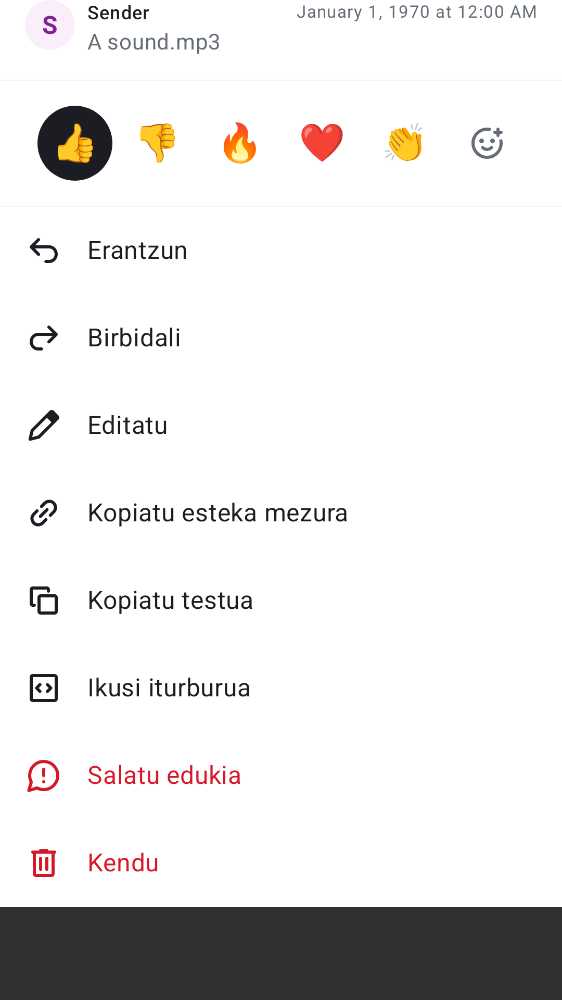 S
Sender
January 1, 1970 at 12:00 AM
A sound.mp3
Erantzun
Birbidali
Editatu
Kopiatu esteka mezura
Kopiatu testua
Ikusi iturburua
Salatu edukia
Kendu